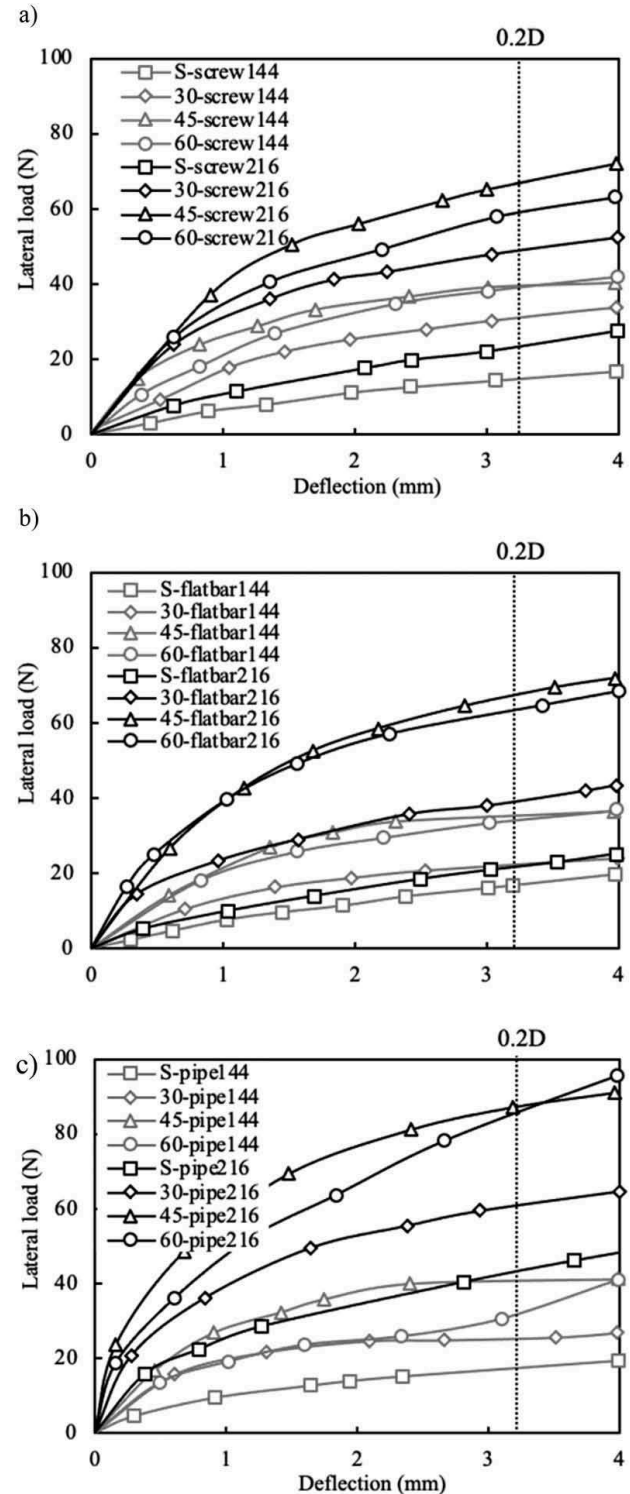 a)
0.2D
100
80
60
40
20
0
Lateral load (N)
S-screw144
30-screw144
45-screw144
60-screw144
S-screw216
30-screw216
45-screw216
60-screw216
0 1 2 3 4
Deflection (mm)
b)
0.2D
100
80
60
40
20
0
Lateral load (N)
S-flatbar144
30-flatbar144
45-flatbar144
60-flatbar144
S-flatbar216
30-flatbar216
45-flatbar216
60-flatbar216
0 1 2 3 4
Deflection (mm)
c)
0.2D
100
80
60
40
20
0
Lateral load (N)
S-pipe144
30-pipe144
45-pipe144
60-pipe144
S-pipe216
30-pipe216
45-pipe216
60-pipe216
0 1 2 3 4
Deflection (mm)